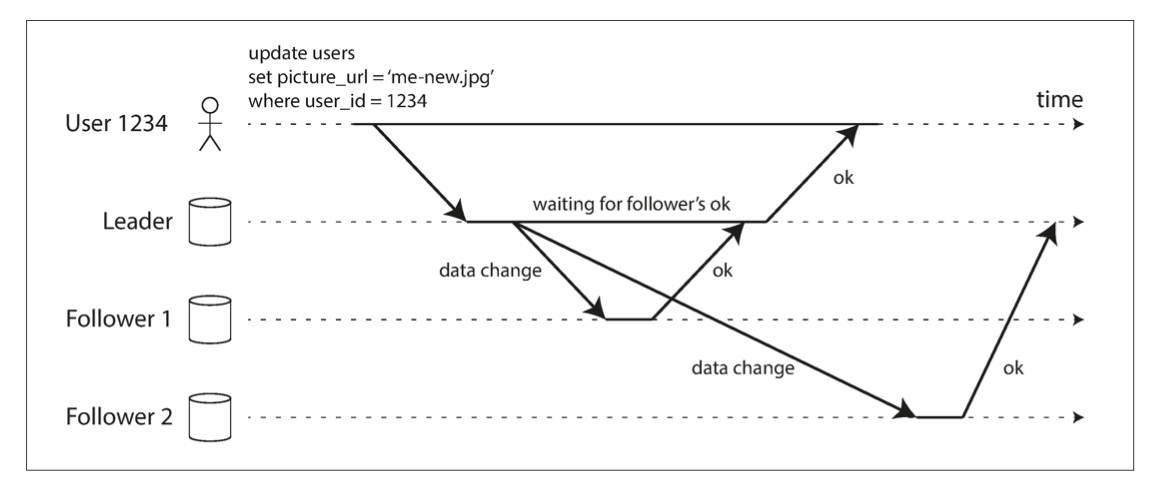 update users
set picture_url = ‘me-new.jpg’
where user_id = 1234
time
User 1234
ok
waiting for follower’s ok
Leader
data change
ok
Follower 1
data change
ok
Follower 2